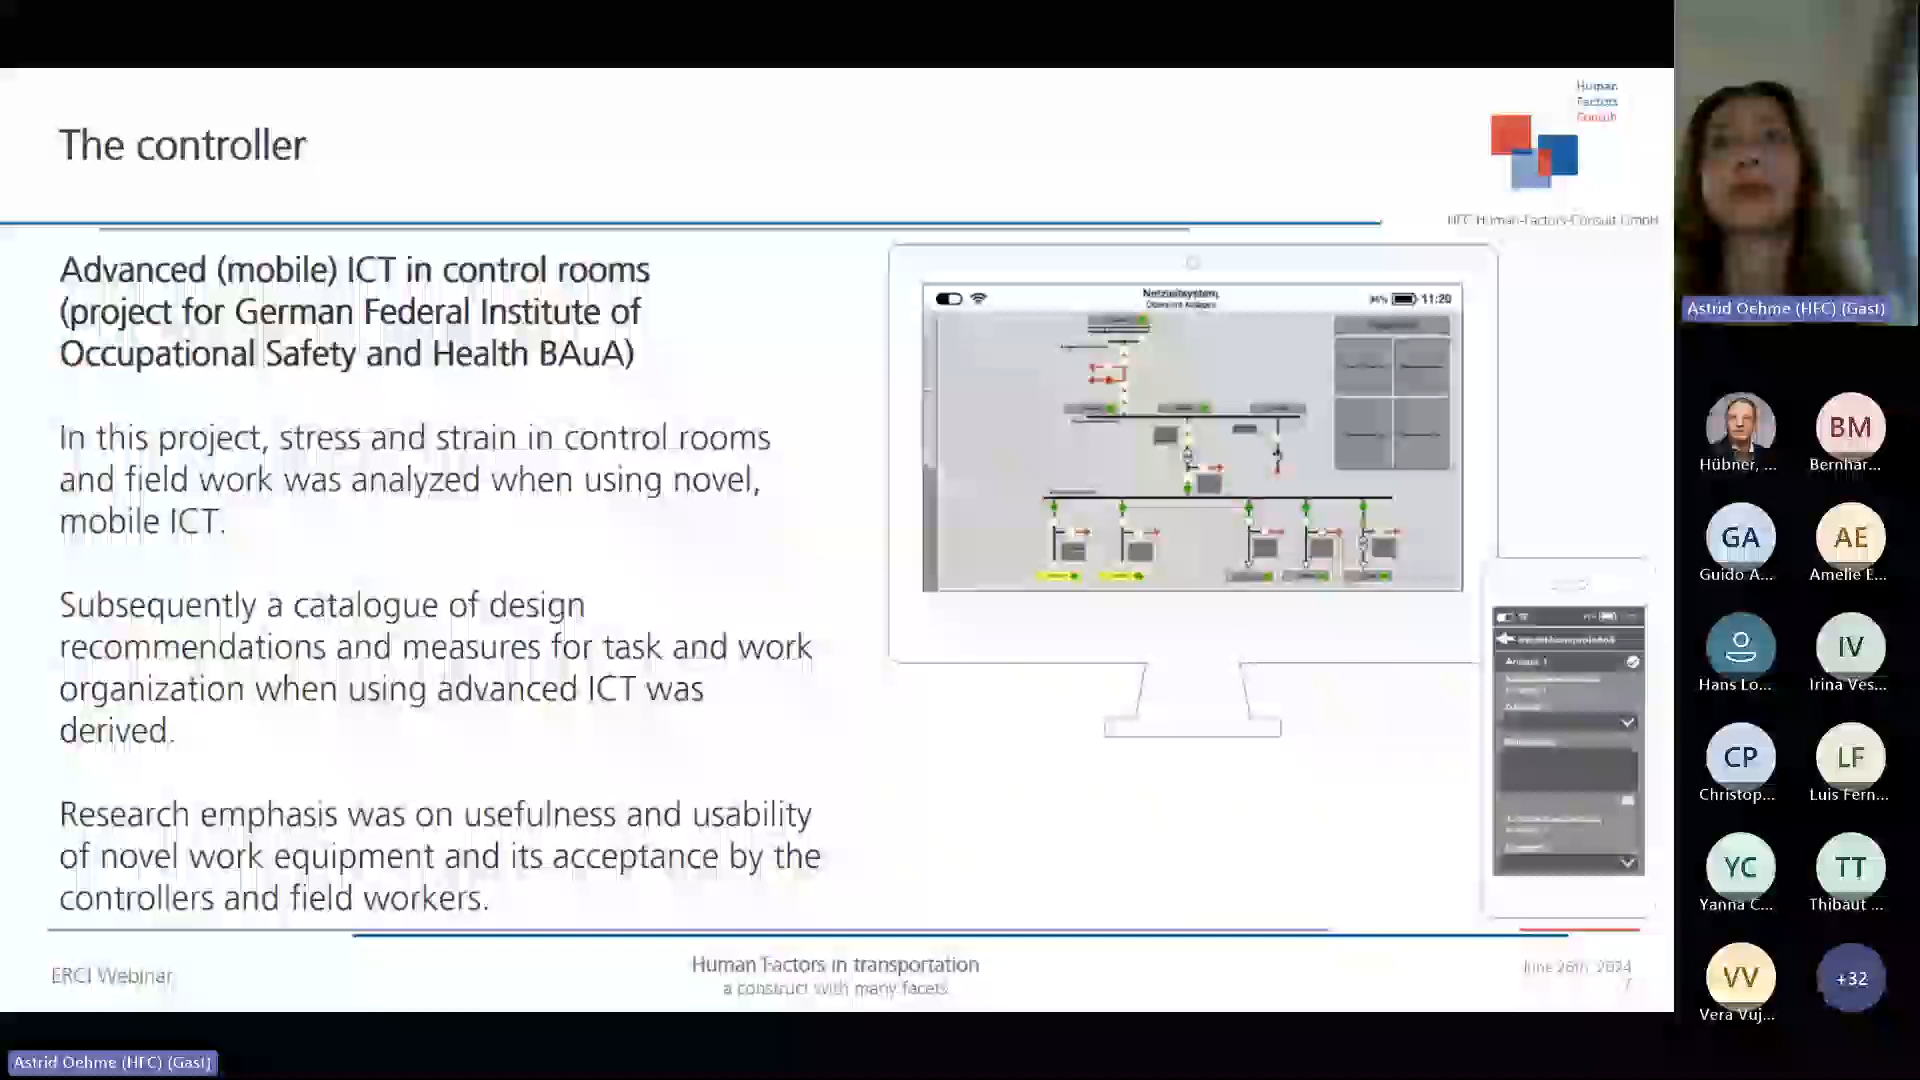 The controller
Human
Factors
Consult
HFC Human-Factors-Consult GmbH
Advanced (mobile) ICT in control rooms
(project for German Federal Institute of
Occupational Safety and Health BAuA)
In this project, stress and strain in control rooms
and field work was analyzed when using novel,
mobile ICT.
Subsequently a catalogue of design
recommendations and measures for task and work
organization when using advanced ICT was
derived.
Research emphasis was on usefulness and usability
of novel work equipment and its acceptance by the
controllers and field workers.
Netzleitsystem
11:20
ERCI Webinar
Human Factors in transportation
a construct with many facets
June 26th, 2024
7
Astrid Oehme (HFC) (Gast)
Hübner, ...
BM
Bernhar...
GA
Guido A...
AE
Amelie E...
Hans Lo...
IV
Irina Ves...
CP
Christop...
LF
Luis Fern...
YC
Yanna C...
TT
Thibaut ...
VV
Vera Vuj...
+32
Astrid Oehme (HFC) (Gast)